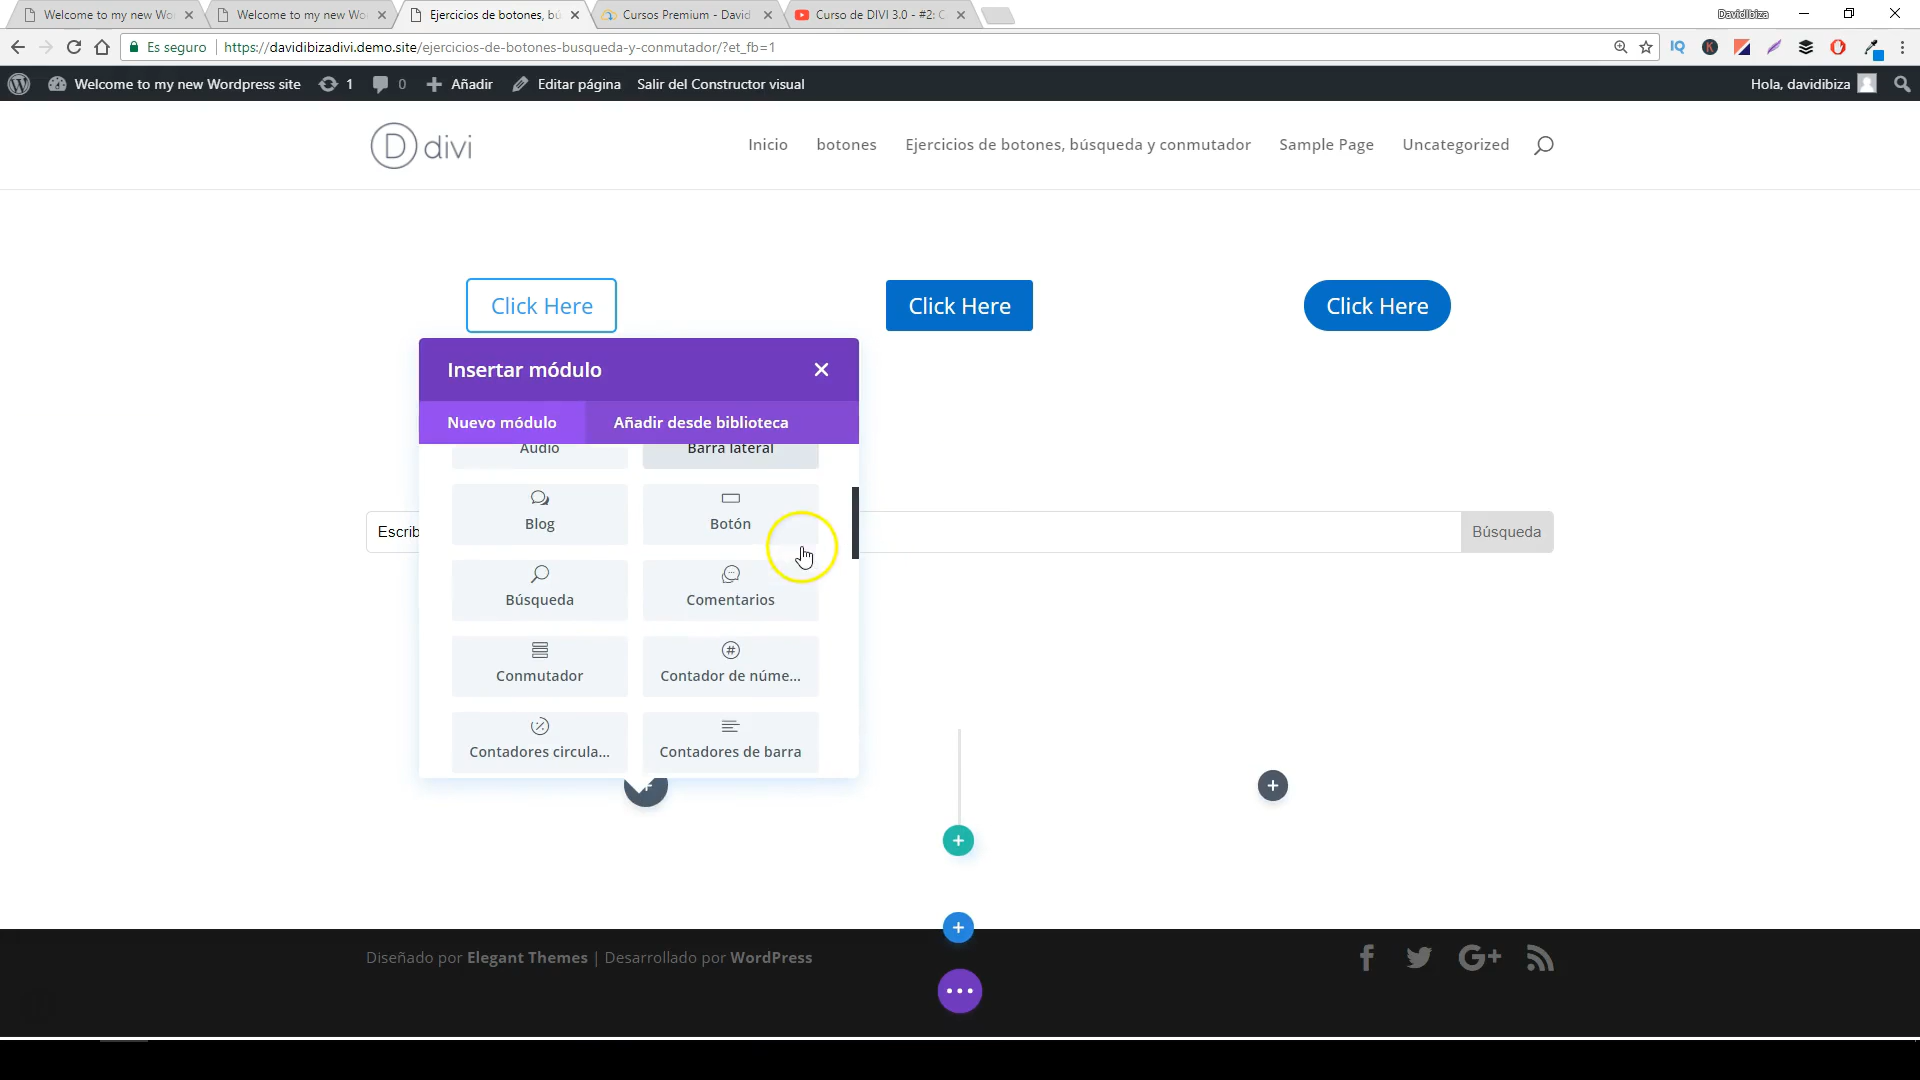 Welcome to my new Wo
Welcome to my new Wo
Ejercicios de botones, bú
Cursos Premium - David
Curso de DIVI 3.0 - #2: C
DavidIbiza
Es seguro
https://davidibizadivi.demo.site/ejercicios-de-botones-busqueda-y-conmutador/?et_fb=1
IQ
K
Welcome to my new Wordpress site
1
0
Añadir
Editar página
Salir del Constructor visual
Hola, davidibiza
D divi
Inicio
botones
Ejercicios de botones, búsqueda y conmutador
Sample Page
Uncategorized
Click Here
Click Here
Click Here
Insertar módulo
Nuevo módulo
Añadir desde biblioteca
Audio
Barra lateral
Blog
Botón
Escrib
Búsqueda
Búsqueda
Comentarios
Conmutador
Contador de núme...
Contadores circula...
Contadores de barra
Diseñado por Elegant Themes | Desarrollado por WordPress
G+